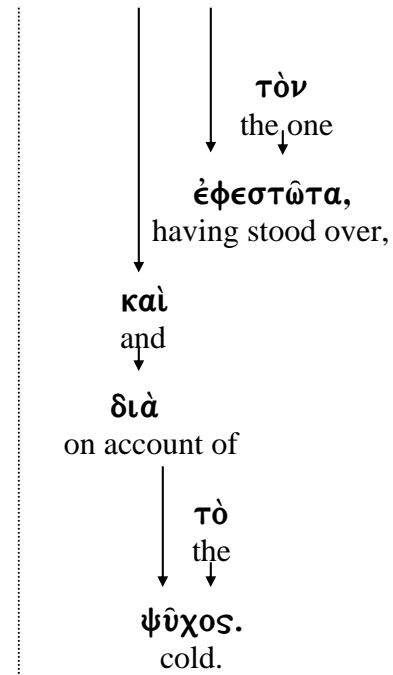 τὸν
the one
ἐφεστῶτα,
having stood over,
καὶ
and
διὰ
on account of
τὸ
the
ψῦχος.
cold.